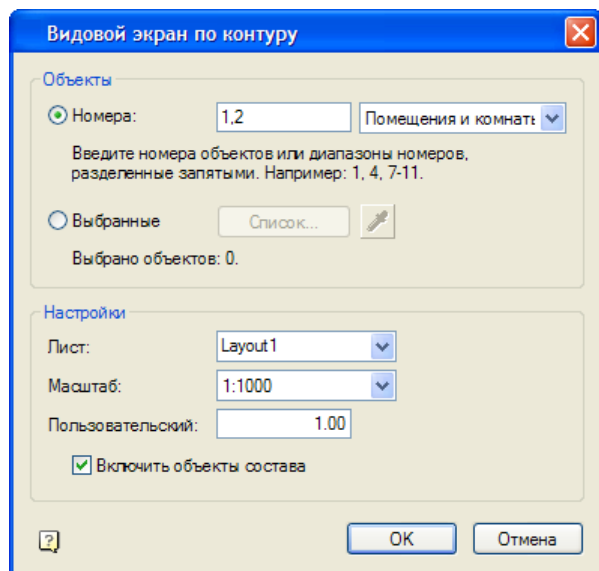 Видовой экран по контуру
Объекты
Номера: 1,2 Помещения и комнаты
Введите номера объектов или диапазоны номеров,
разделенные запятыми. Например: 1, 4, 7-11.
Выбранные Список...
Выбрано объектов: 0.
Настройки
Лист: Layout1
Масштаб: 1:1000
Пользовательский: 1.00
Включить объекты состава
? OK Отмена